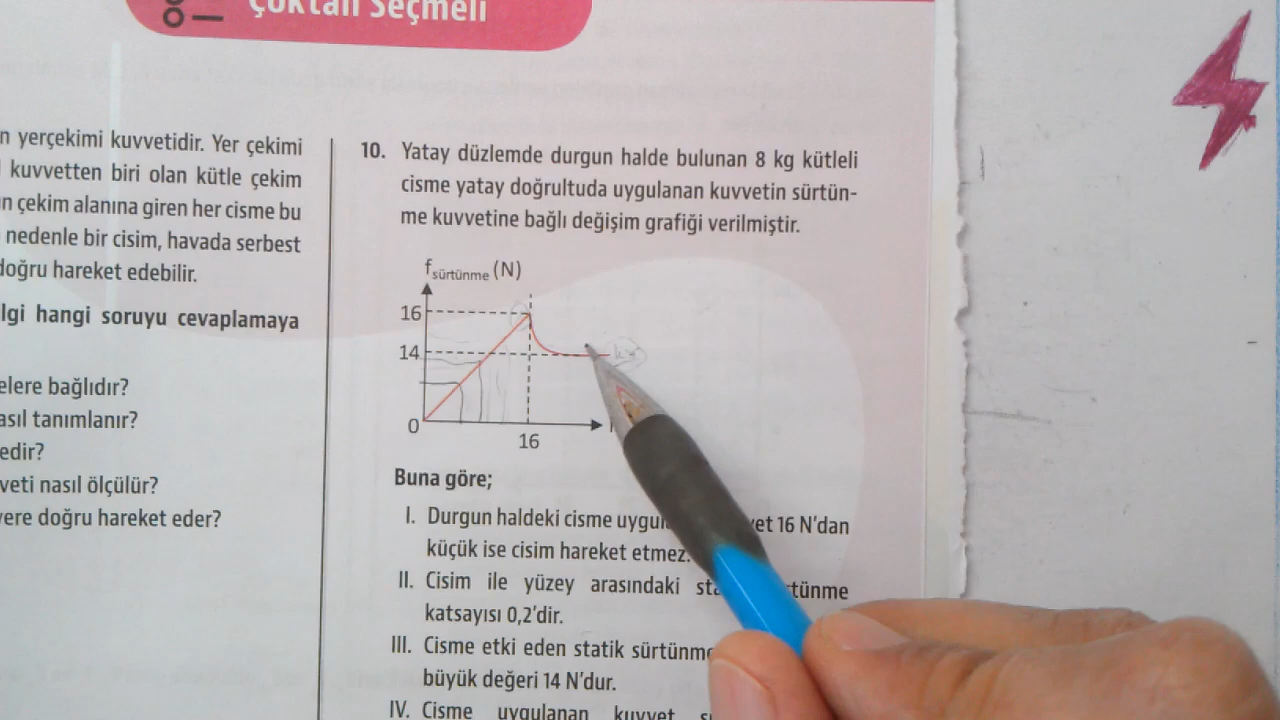 Çoktan Seçmeli
n yerçekimi kuvvetidir. Yer çekimi
kuvvetten biri olan kütle çekim
n çekim alanına giren her cisme bu
nedenle bir cisim, havada serbest
doğru hareket edebilir.
lgi hangi soruyu cevaplamaya
elere bağlıdır?
asıl tanımlanır?
edir?
veti nasıl ölçülür?
yere doğru hareket eder?
10. Yatay düzlemde durgun halde bulunan 8 kg kütleli
cisme yatay doğrultuda uygulanan kuvvetin sürtün-
me kuvvetine bağlı değişim grafiği verilmiştir.
fsürtünme (N)
16
14
0
16
Buna göre;
I. Durgun haldeki cisme uygul et 16 N'dan
küçük ise cisim hareket etmez.
II. Cisim ile yüzey arasındaki sta rtünme
katsayısı 0,2'dir.
III. Cisme etki eden statik sürtünme
büyük değeri 14 N'dur.
IV. Cisme uygulanan kuvvet